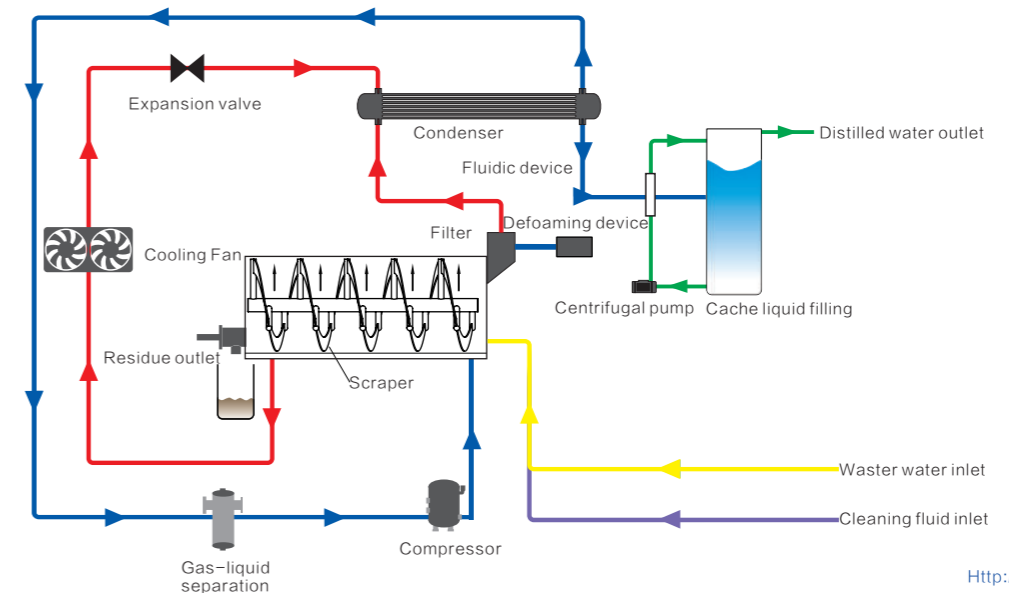 Expansion valve
Condenser
Distilled water outlet
Fluidic device
Filter
Defoaming device
Cooling Fan
Centrifugal pump
Cache liquid filling
Residue outlet
Scraper
Waster water inlet
Cleaning fluid inlet
Compressor
Gas-liquid
separation
Http: